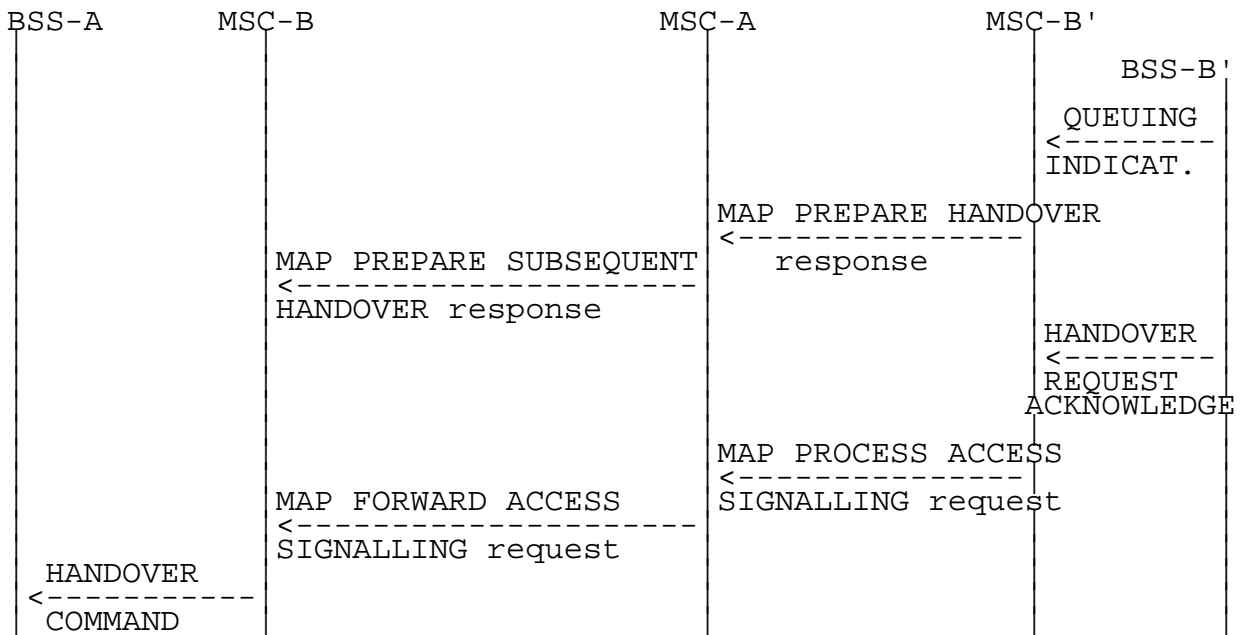 BSS-A MSC-B MSC-A MSC-B'
BSS-B'
QUEUING
INDICAT.
MAP PREPARE HANDOVER
response
MAP PREPARE SUBSEQUENT
HANDOVER response
HANDOVER
REQUEST
ACKNOWLEDGE
MAP PROCESS ACCESS
SIGNALLING request
MAP FORWARD ACCESS
SIGNALLING request
HANDOVER
COMMAND